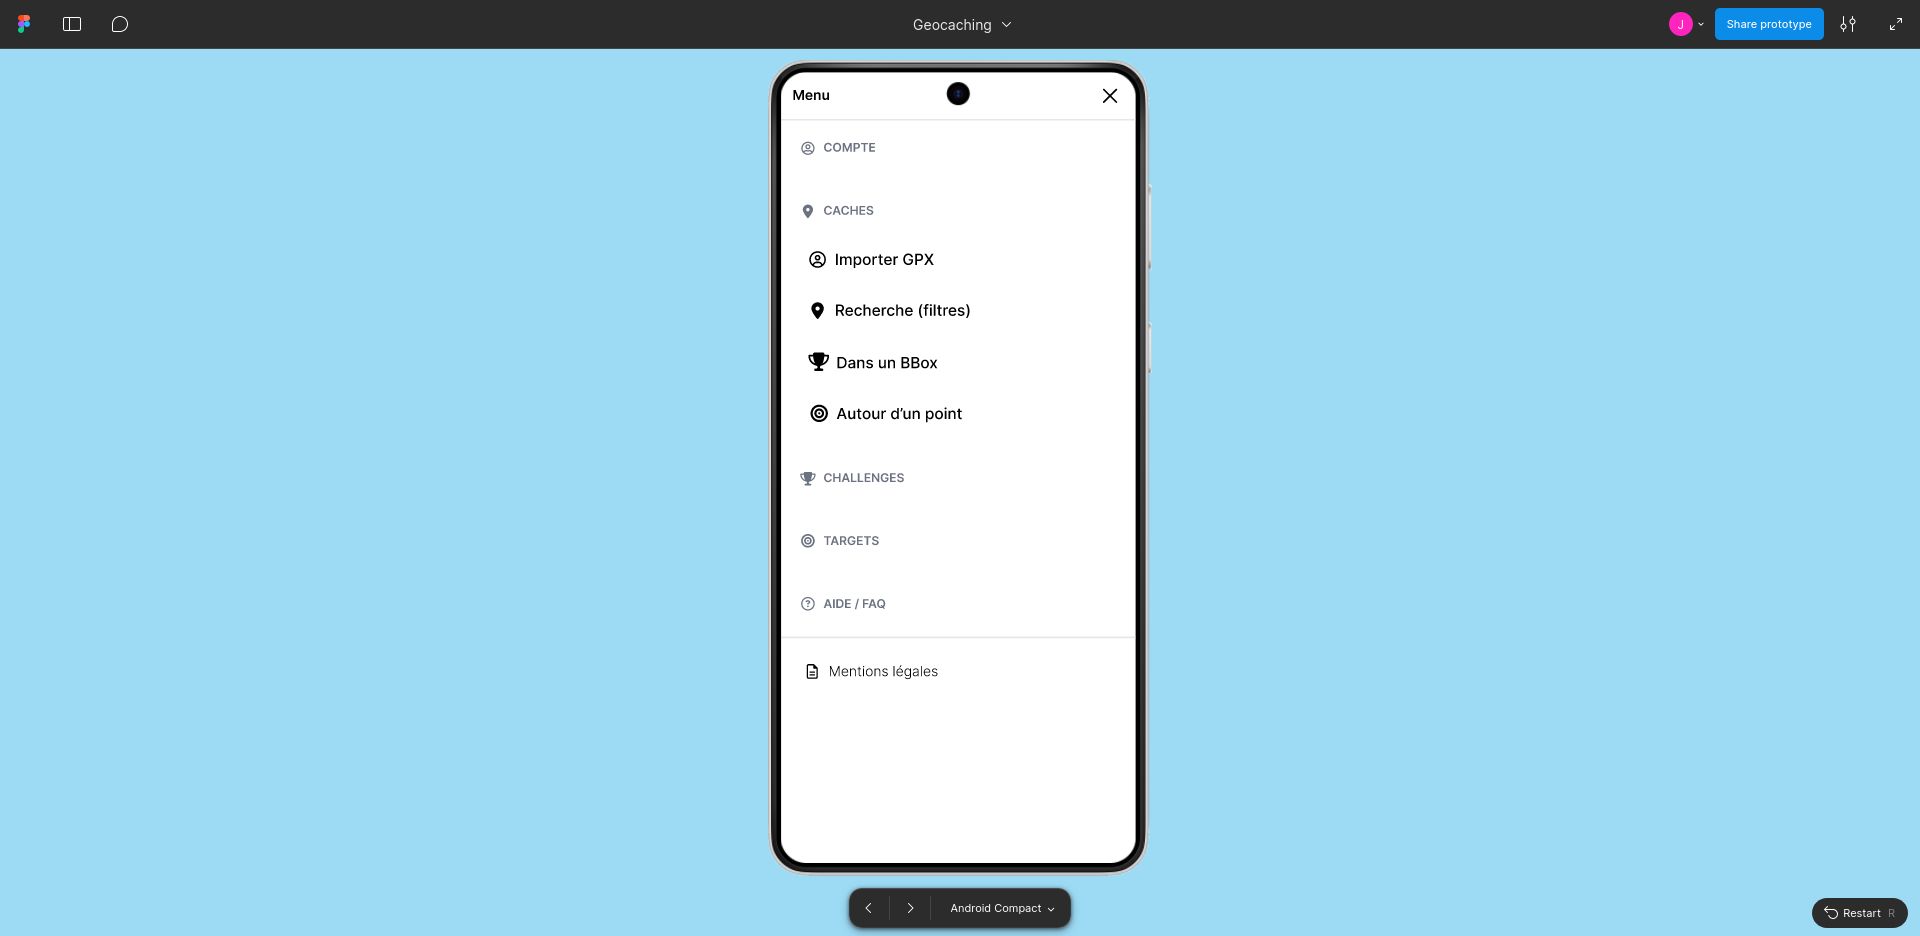 Geocaching
J
Share prototype
Menu
COMPTE
CACHES
Importer GPX
Recherche (filtres)
Dans un BBox
Autour d’un point
CHALLENGES
TARGETS
AIDE / FAQ
Mentions légales
Android Compact
Restart R